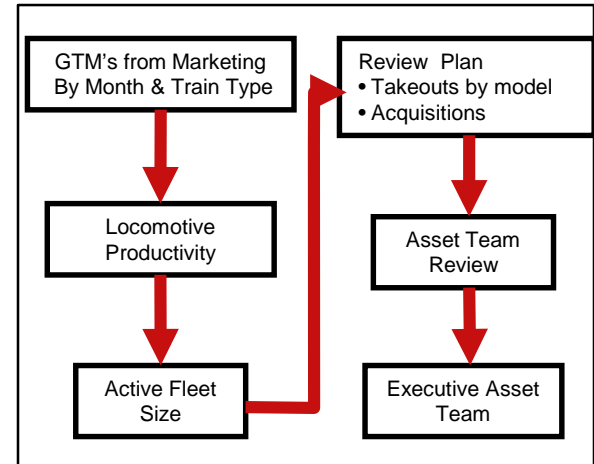 GTM’s from Marketing
By Month & Train Type
Locomotive
Productivity
Active Fleet
Size
Review Plan
• Takeouts by model
• Acquisitions
Asset Team
Review
Executive Asset
Team